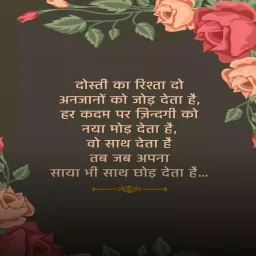 दोस्ती का रिश्ता दो
अनजानों को जोड़ देता है,
हर कदम पर ज़िन्दगी को
नया मोड़ देता है,
वो साथ देता है
तब जब अपना
साया भी साथ छोड़ देता है...